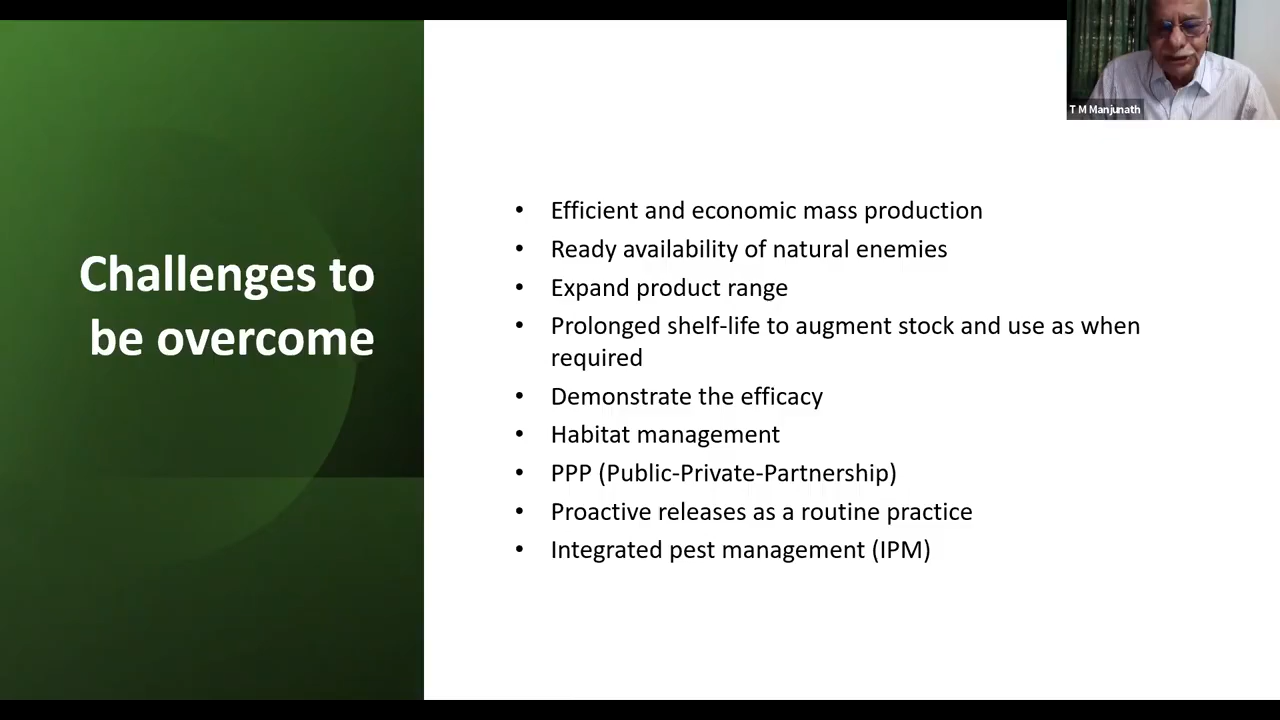 T M Manjunath
Challenges to
be overcome
• Efficient and economic mass production
• Ready availability of natural enemies
• Expand product range
• Prolonged shelf-life to augment stock and use as when
required
• Demonstrate the efficacy
• Habitat management
• PPP (Public-Private-Partnership)
• Proactive releases as a routine practice
• Integrated pest management (IPM)